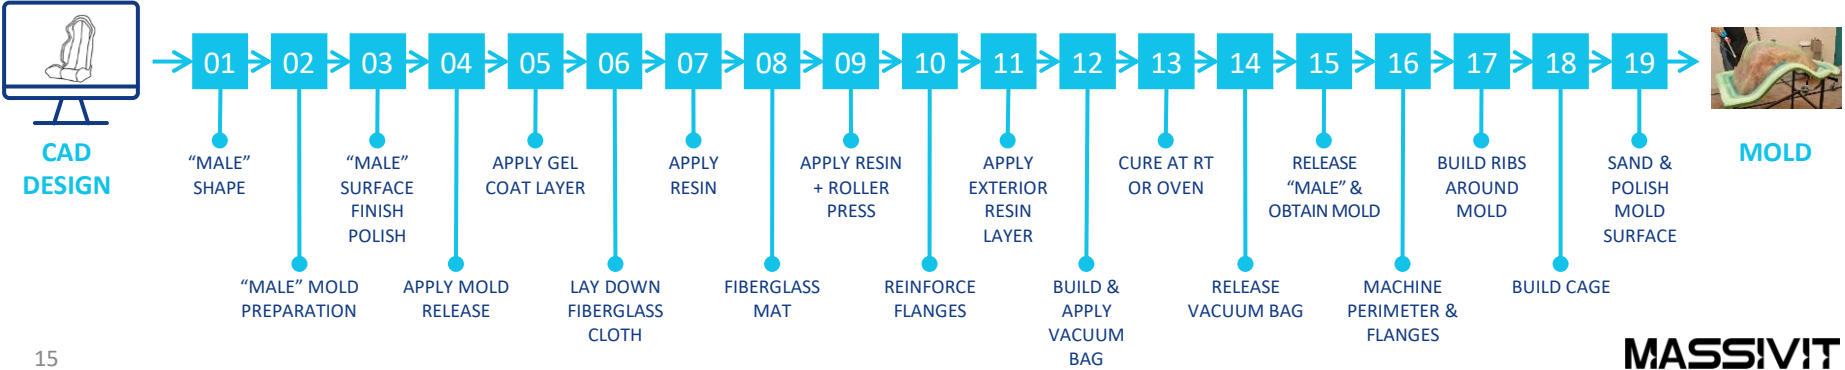 01
02
03
04
05
06
07
08
09
10
11
12
13
14
15
16
17
18
19
CAD
DESIGN
“MALE”
SHAPE
“MALE” MOLD
PREPARATION
“MALE”
SURFACE
FINISH
POLISH
APPLY MOLD
RELEASE
APPLY GEL
COAT LAYER
LAY DOWN
FIBERGLASS
CLOTH
APPLY
RESIN
FIBERGLASS
MAT
APPLY RESIN
+ ROLLER
PRESS
REINFORCE
FLANGES
APPLY
EXTERIOR
RESIN
LAYER
BUILD &
APPLY
VACUUM
BAG
CURE AT RT
OR OVEN
RELEASE
VACUUM BAG
RELEASE
“MALE” &
OBTAIN MOLD
MACHINE
PERIMETER &
FLANGES
BUILD RIBS
AROUND
MOLD
BUILD CAGE
SAND &
POLISH
MOLD
SURFACE
MOLD
15
MASSIVIT